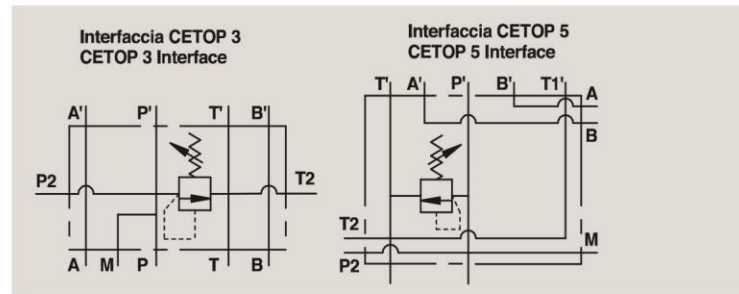 Interfaccia CETOP 3
CETOP 3 Interface
A' P' T' B'
P2 T2
A M P T B
Interfaccia CETOP 5
CETOP 5 Interface
T' A' P' B' T1'
A
B
T2
M
P2